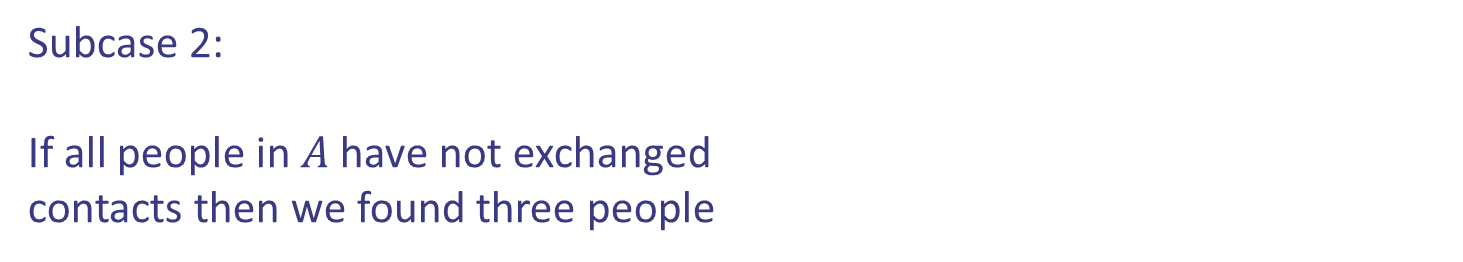 Subcase 2:
If all people in A have not exchanged
contacts then we found three people